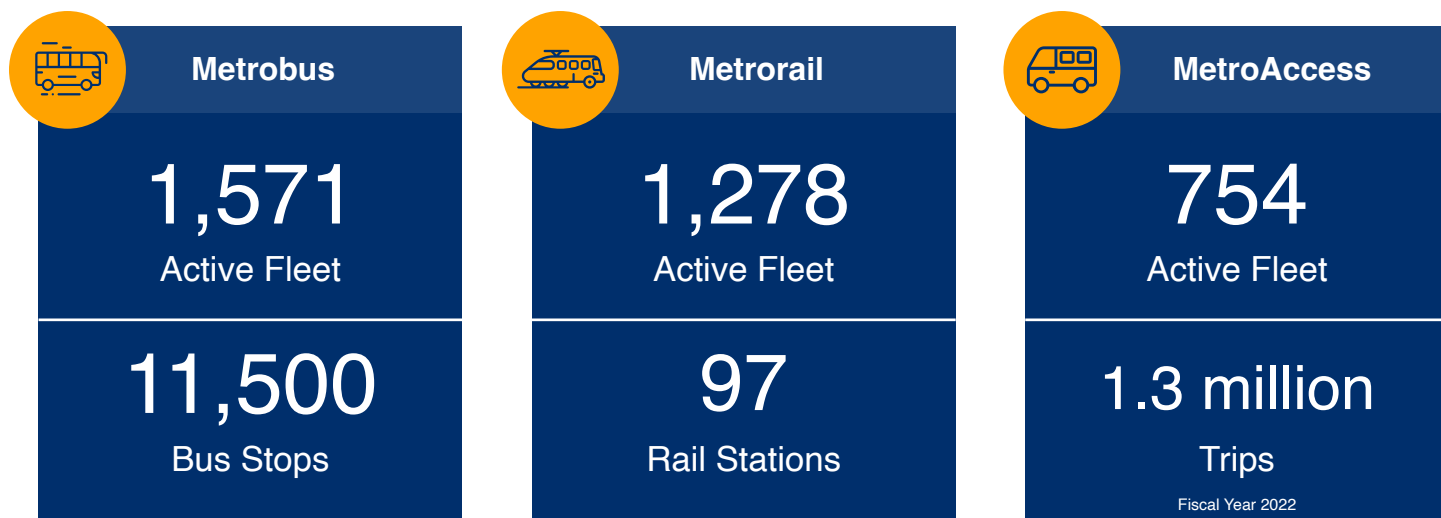 Metrobus
1,571
Active Fleet
11,500
Bus Stops
Metrorail
1,278
Active Fleet
97
Rail Stations
MetroAccess
754
Active Fleet
1.3 million
Trips
Fiscal Year 2022